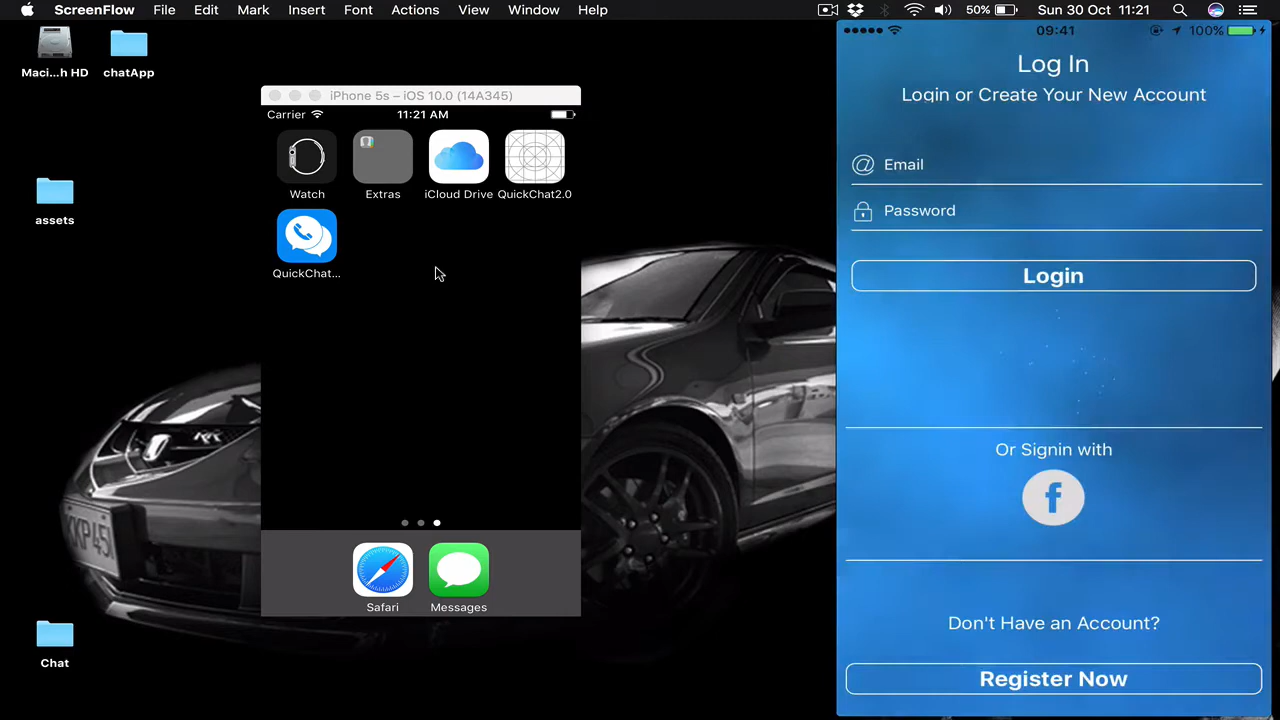 ScreenFlow File Edit Mark Insert Font Actions View Window Help 50% Sun 30 Oct 11:21
Maci...h HD
chatApp
assets
Chat
iPhone 5s – iOS 10.0 (14A345)
Carrier 11:21 AM
Watch Extras iCloud Drive QuickChat2.0
QuickChat...
Safari Messages
09:41 100%
Log In
Login or Create Your New Account
@ Email
Password
Login
Or Signin with
f
Don't Have an Account?
Register Now